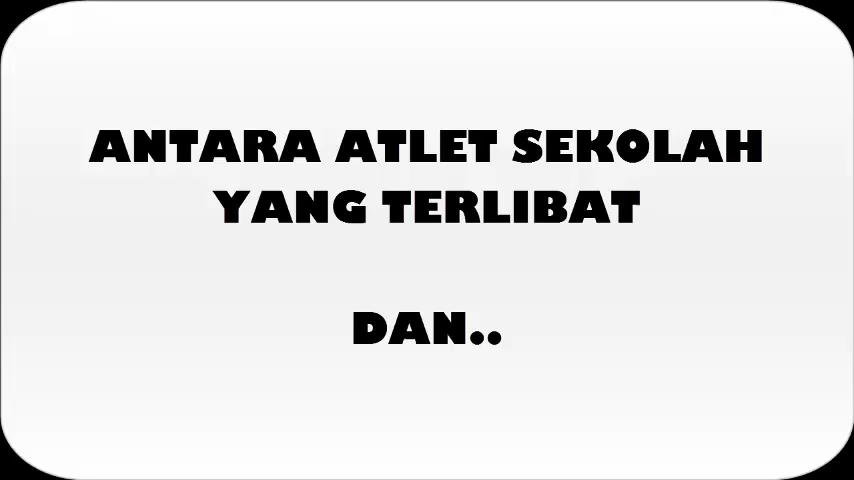 ANTARA ATLET SEKOLAH
YANG TERLIBAT
DAN..